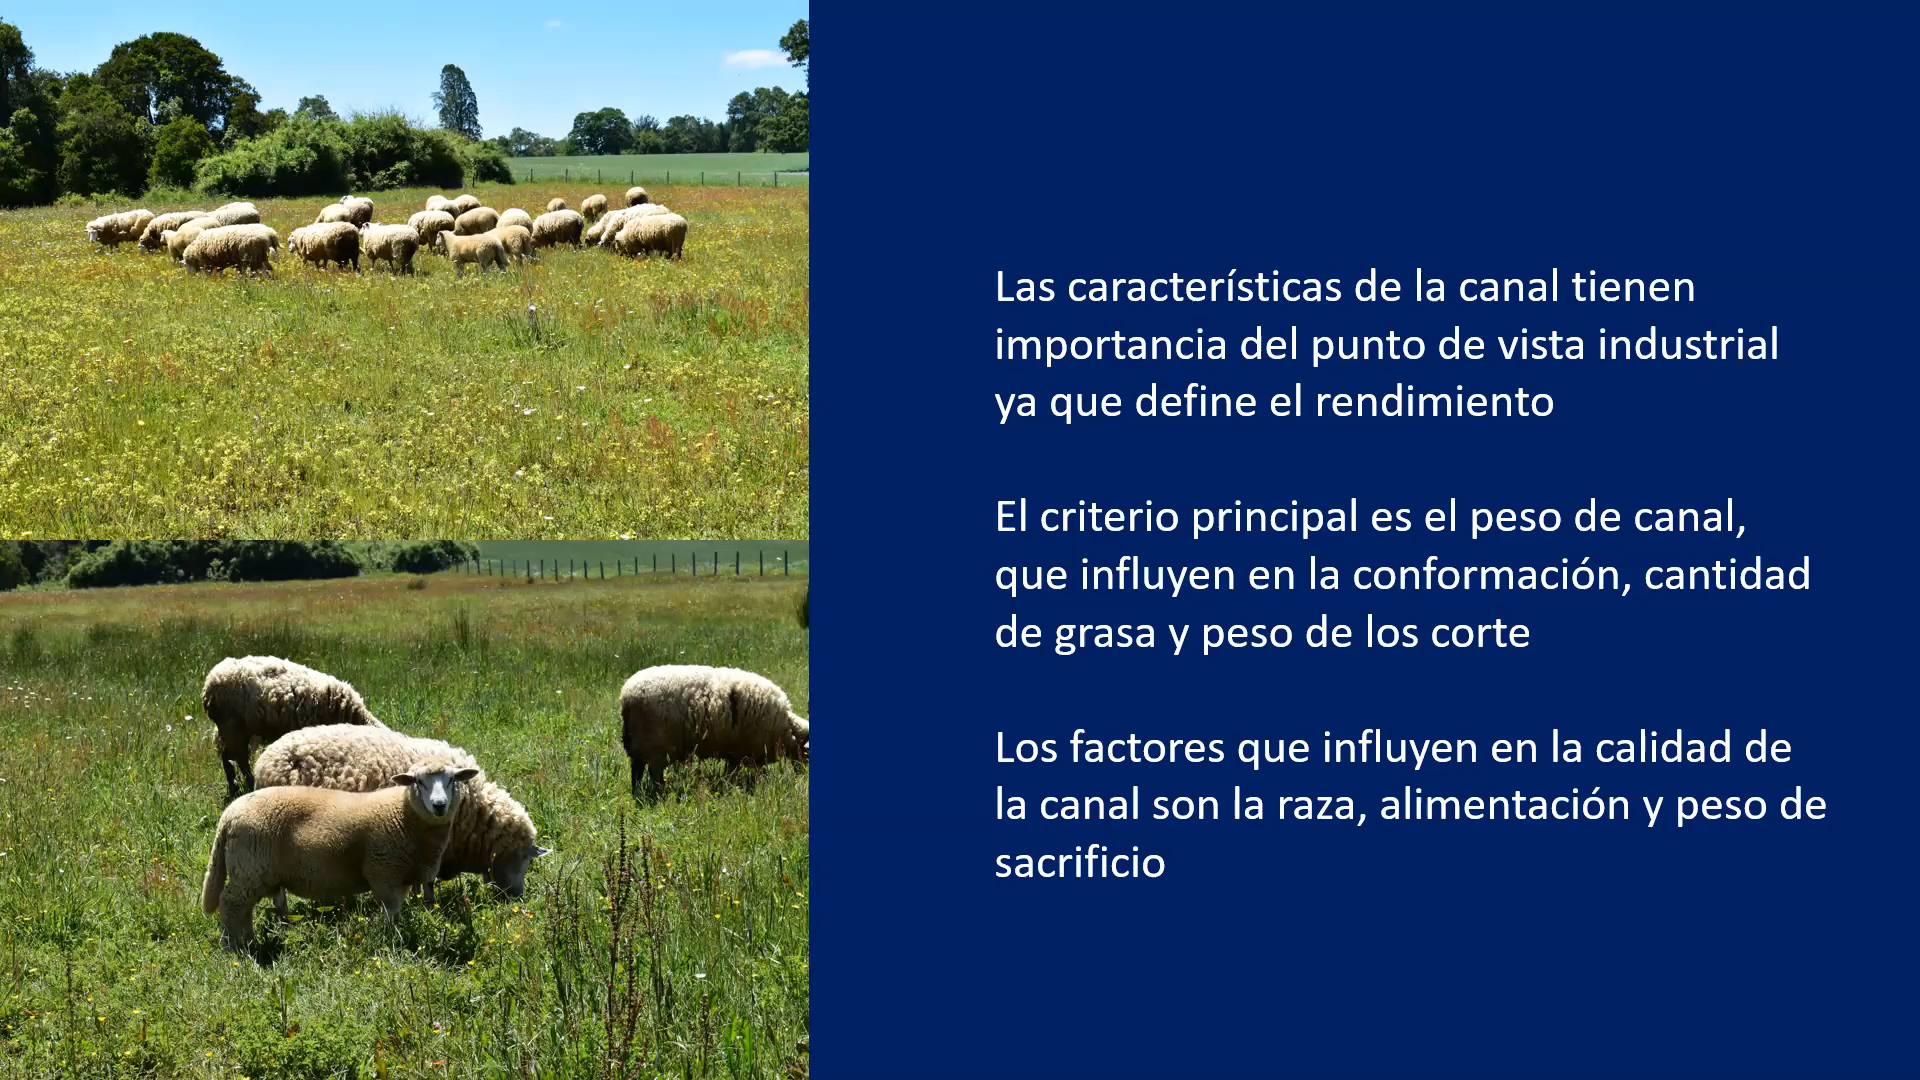 Las características de la canal tienen
importancia del punto de vista industrial
ya que define el rendimiento
El criterio principal es el peso de canal,
que influyen en la conformación, cantidad
de grasa y peso de los corte
Los factores que influyen en la calidad de
la canal son la raza, alimentación y peso de
sacrificio